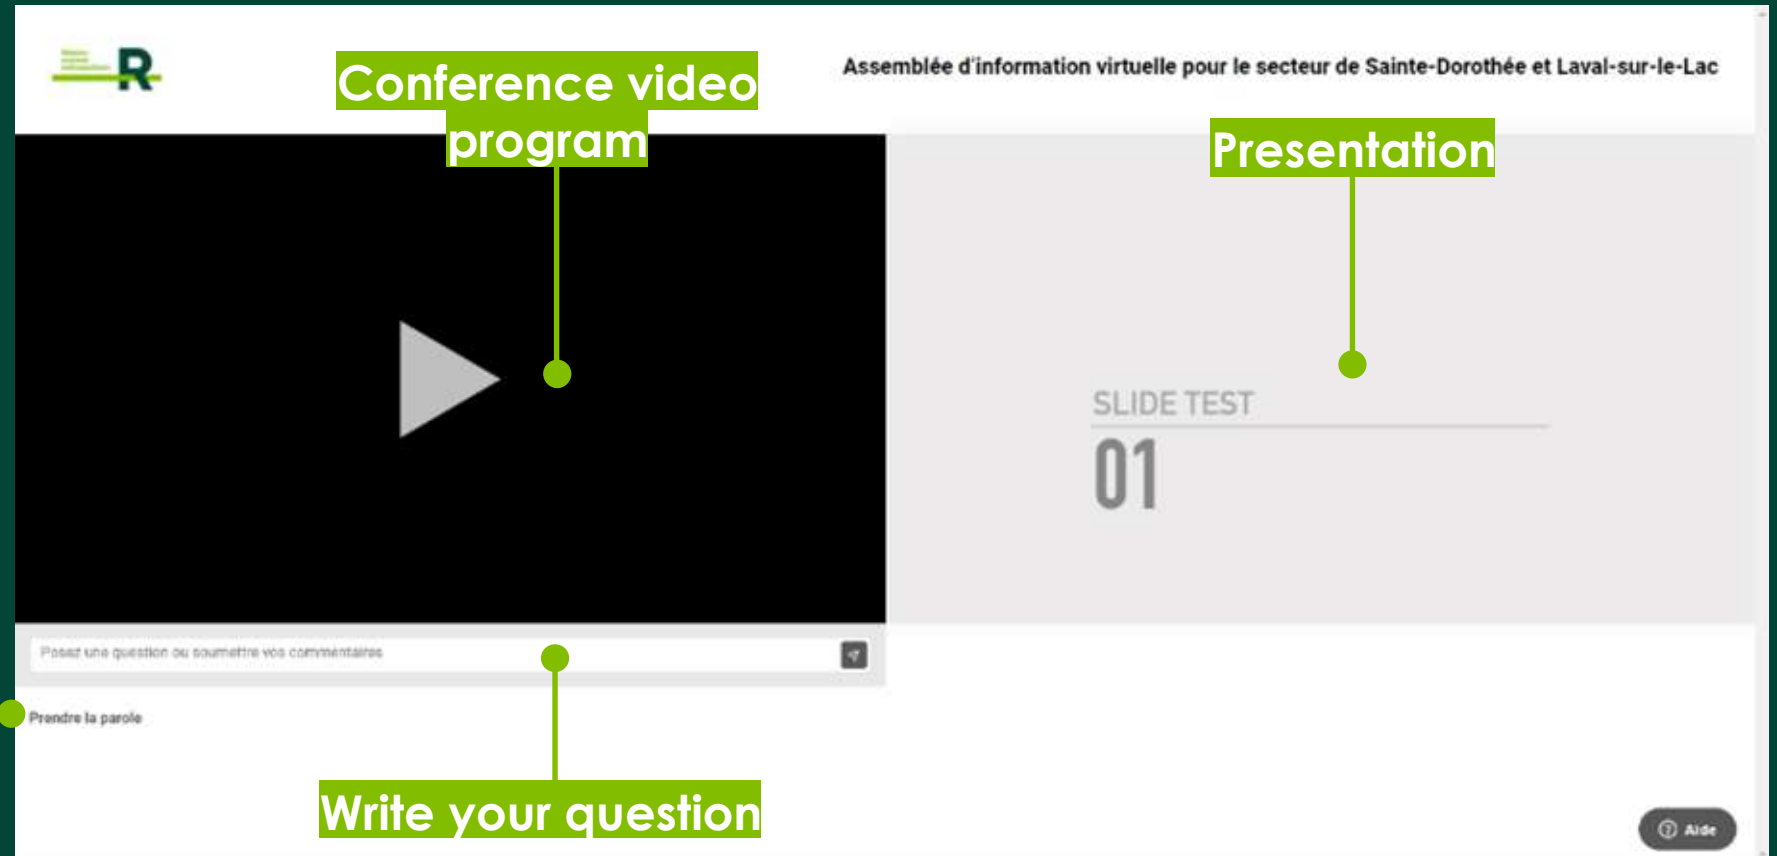 Assemblée d'information virtuelle pour le secteur de Sainte-Dorothée et Laval-sur-le-Lac
R
Conference video
program
Presentation
SLIDE TEST
01
Posez une question ou soumettre vos commentaires
Prendre la parole
Write your question
Aide